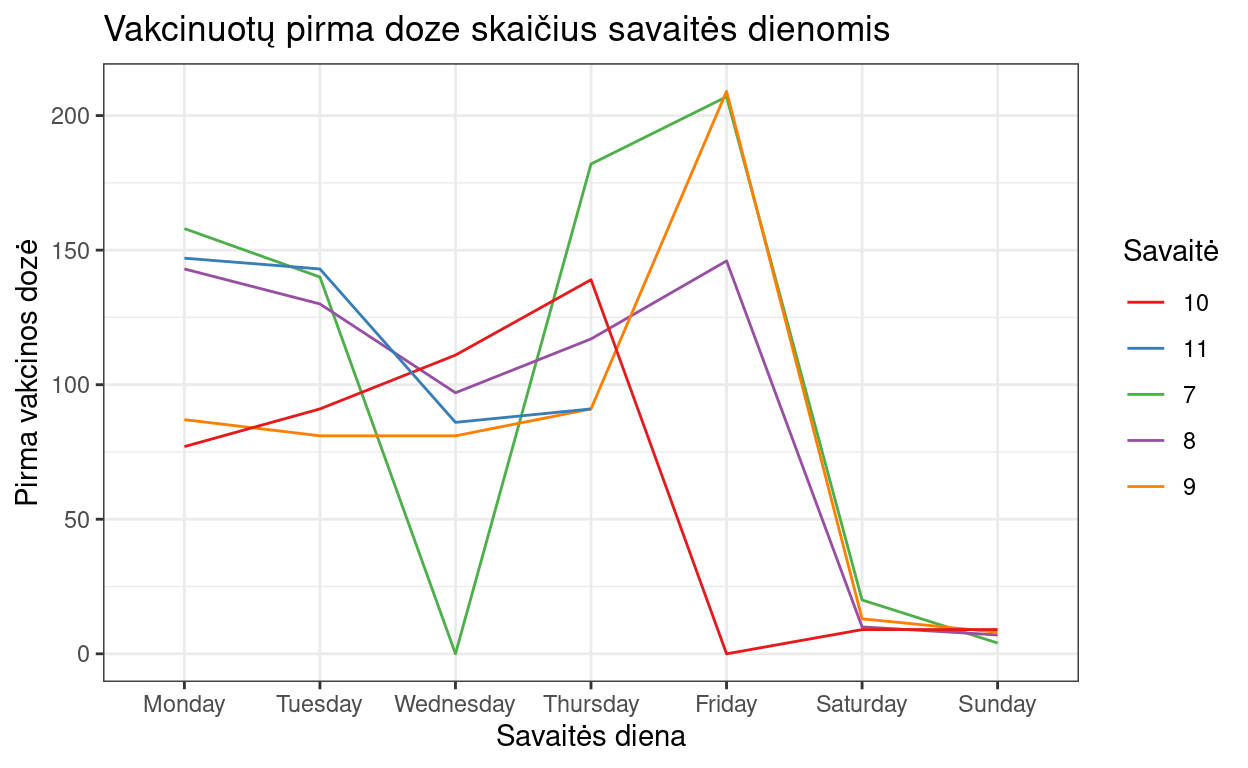 Vakcinuotų pirma doze skaičius savaitės dienomis
Pirma vakcinos dozė
200
150
100
50
0
Monday Tuesday Wednesday Thursday Friday Saturday Sunday
Savaitės diena
Savaitė
10
11
7
8
9